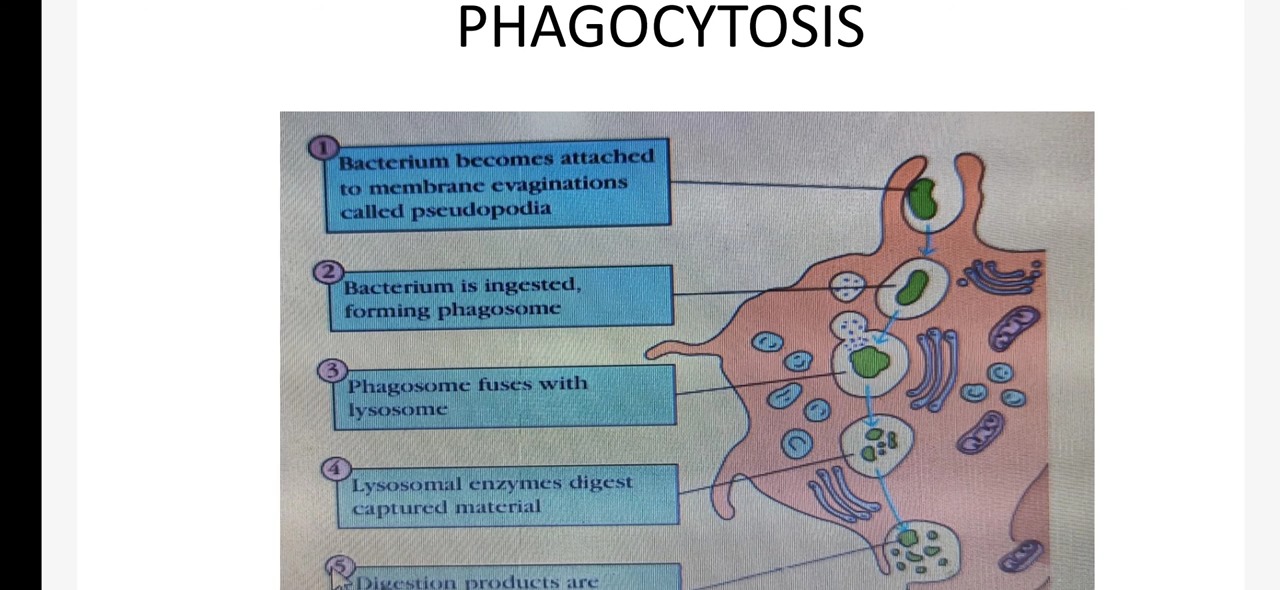 PHAGOCYTOSIS
1
Bacterium becomes attached
to membrane evaginations
called pseudopodia
2
Bacterium is ingested,
forming phagosome
3
Phagosome fuses with
lysosome
4
Lysosomal enzymes digest
captured material
5
Digestion products are